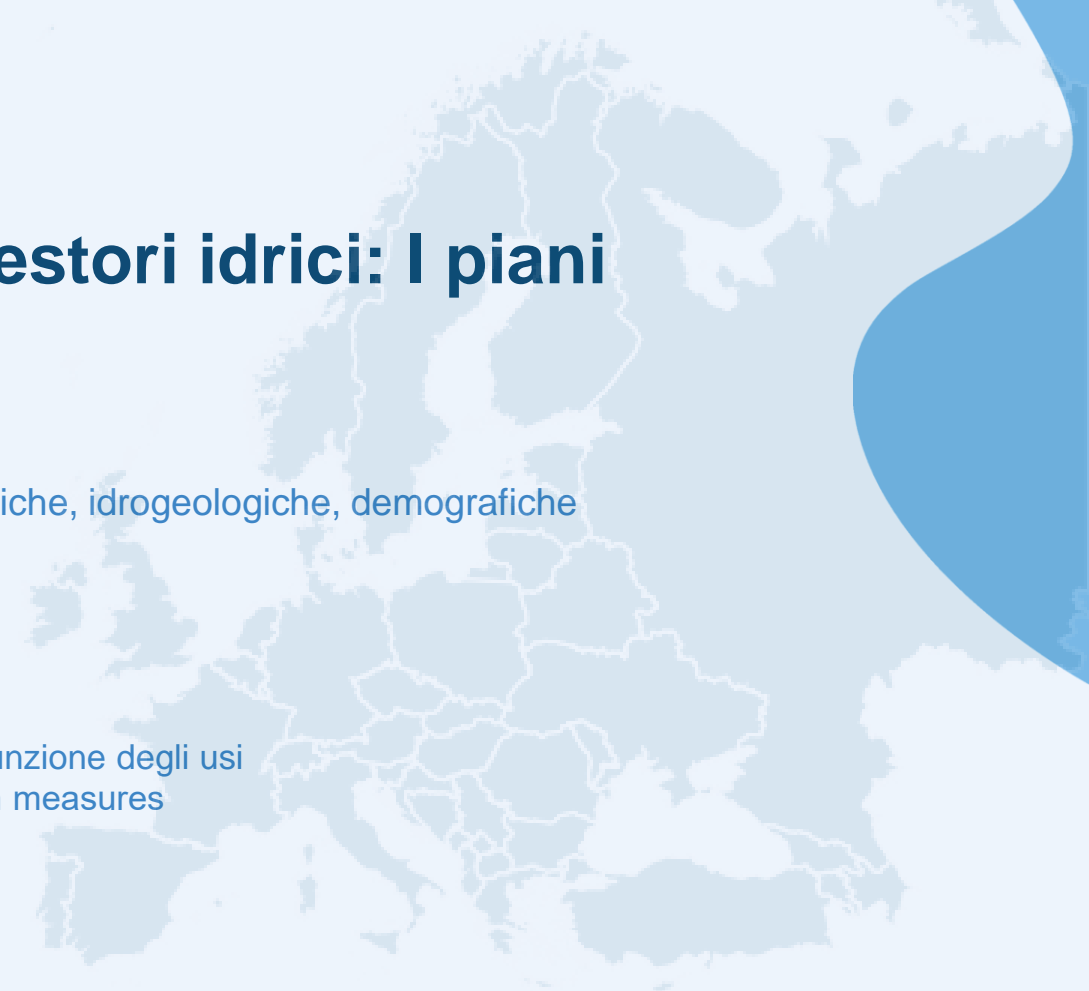 estori idrici: I piani
iche, idrogeologiche, demografiche
unzione degli usi
measures